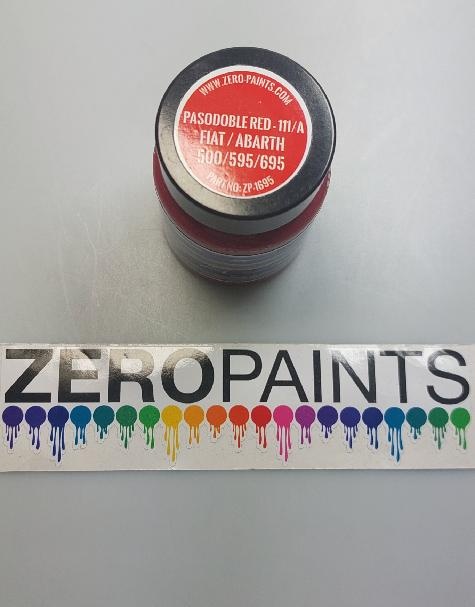 WWW.ZERO-PAINTS.COM
PASODOBLE RED - 111/A
FIAT / ABARTH
500/595/695
PART NO: ZP-1695
ZEROPAINTS